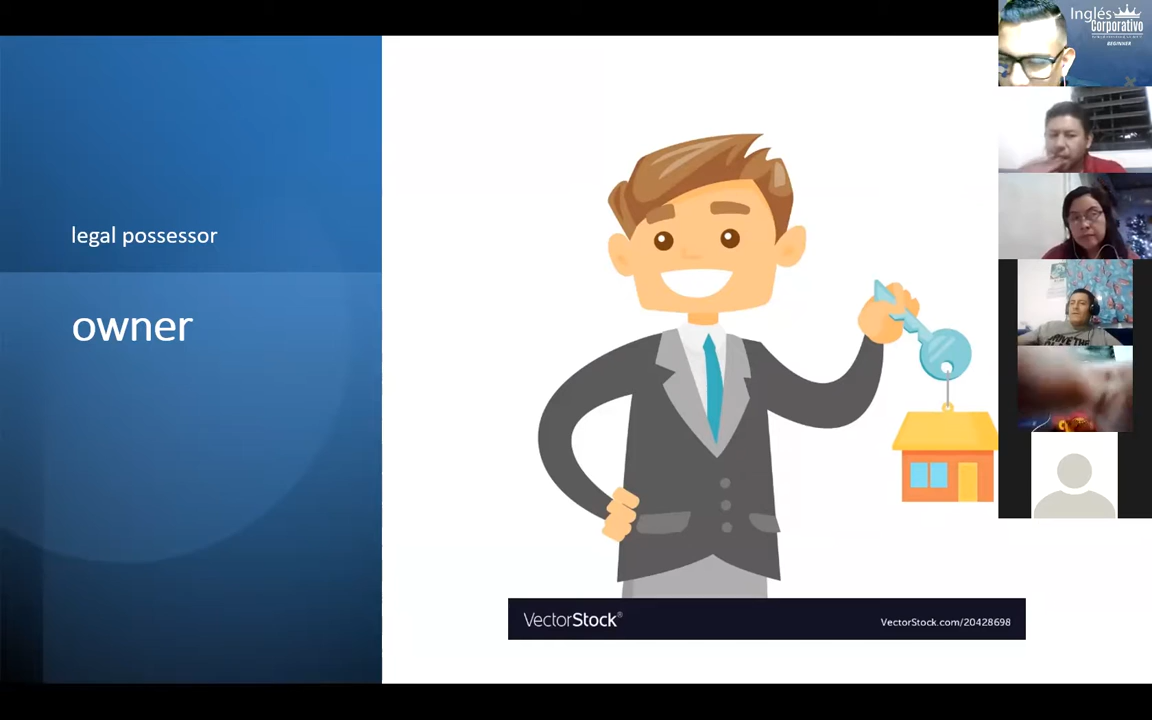 legal possessor
owner
VectorStock®
VectorStock.com/20428698
Inglés
Corporativo
BEGINNER